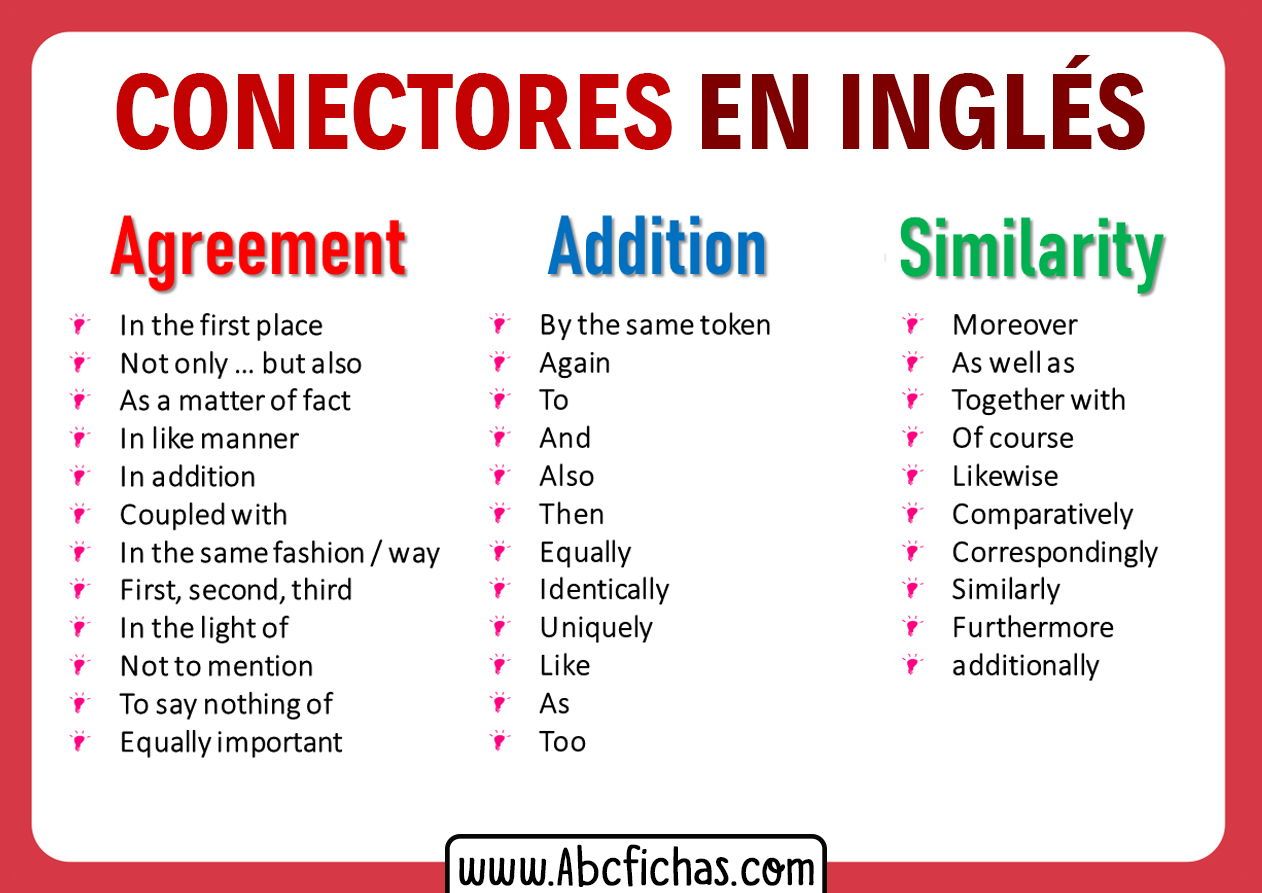 CONECTORES EN INGLÉS
Agreement
In the first place
Not only ... but also
As a matter of fact
In like manner
In addition
Coupled with
In the same fashion / way
First, second, third
In the light of
Not to mention
To say nothing of
Equally important
Addition
By the same token
Again
To
And
Also
Then
Equally
Identically
Uniquely
Like
As
Too
Similarity
Moreover
As well as
Together with
Of course
Likewise
Comparatively
Correspondingly
Similarly
Furthermore
additionally
www.Abcfichas.com